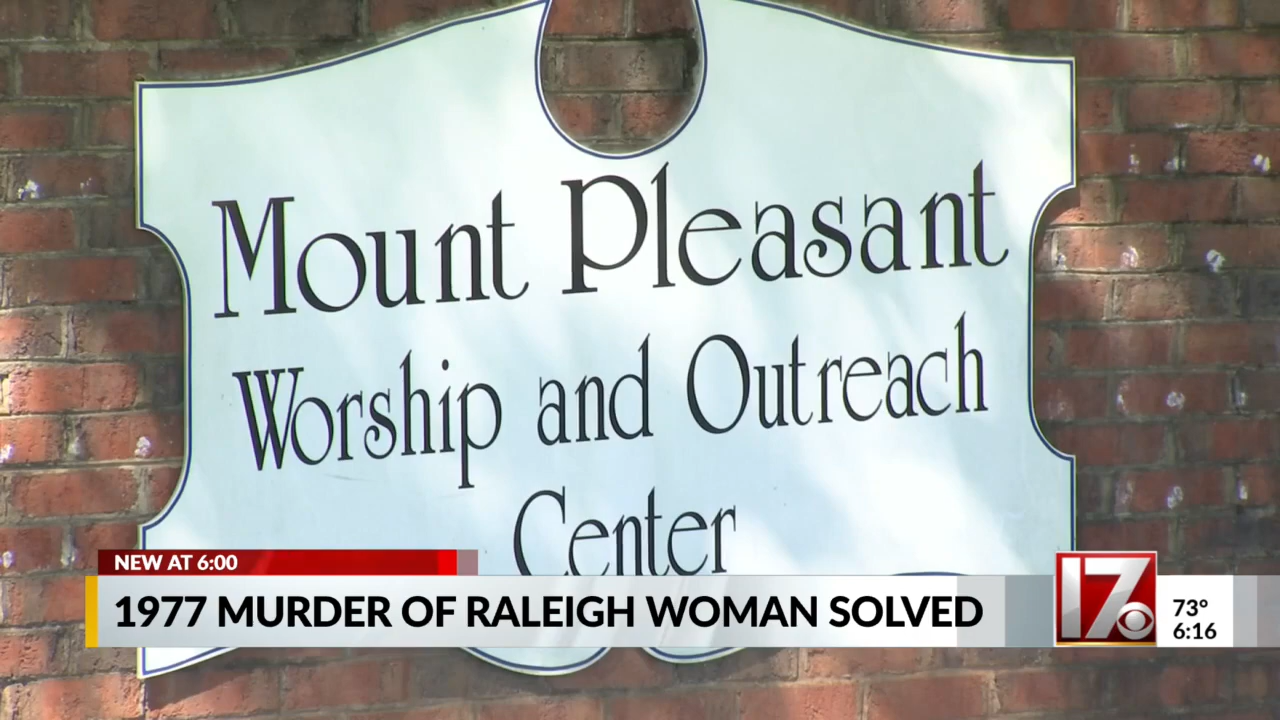 Mount Pleasant
Worship and Outreach
Center
NEW AT 6:00
1977 MURDER OF RALEIGH WOMAN SOLVED
17
73°
6:16